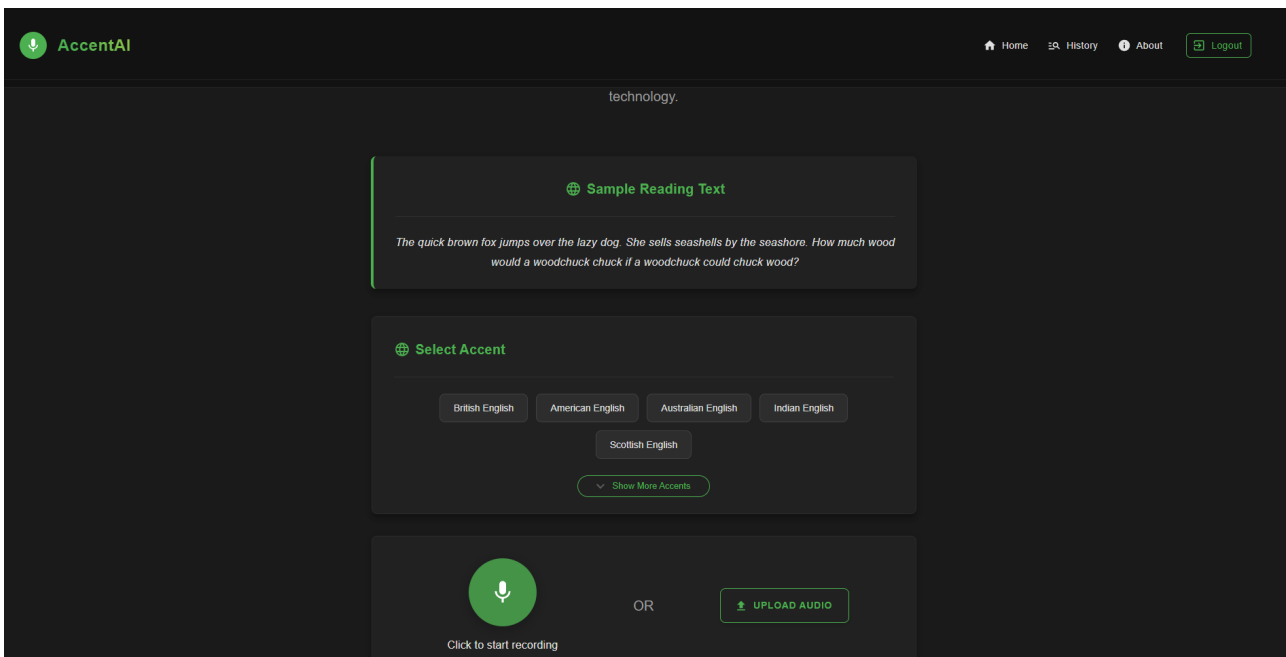 AccentAI
Home
History
About
Logout
technology.
Sample Reading Text
The quick brown fox jumps over the lazy dog. She sells seashells by the seashore. How much wood
would a woodchuck chuck if a woodchuck could chuck wood?
Select Accent
British English
American English
Australian English
Indian English
Scottish English
Show More Accents
OR
UPLOAD AUDIO
Click to start recording